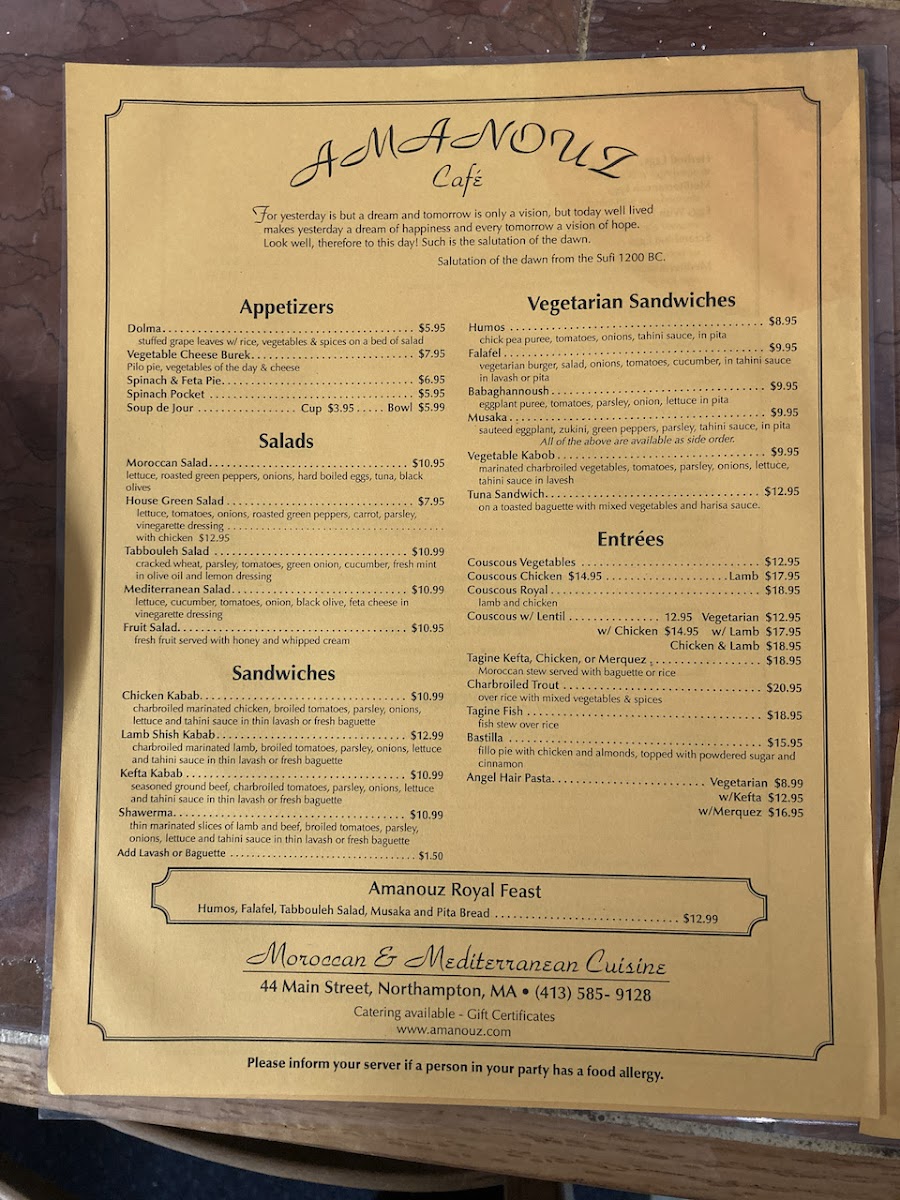 AMANOUZ
Café
For yesterday is but a dream and tomorrow is only a vision, but today well lived
makes yesterday a dream of happiness and every tomorrow a vision of hope.
Look well, therefore to this day! Such is the salutation of the dawn.
Salutation of the dawn from the Sufi 1200 BC.
Appetizers
Dolma. . . . . . . . . . $5.95
stuffed grape leaves w/ rice, vegetables & spices on a bed of salad
Vegetable Cheese Burek. . . . . . . . . . $7.95
Pilo pie, vegetables of the day & cheese
Spinach & Feta Pie. . . . . . . . . . $6.95
Spinach Pocket . . . . . . . . . . $5.95
Soup de Jour . . . . . . . . . . Cup $3.95 . . . . . Bowl $5.99
Salads
Moroccan Salad. . . . . . . . . . $10.95
lettuce, roasted green peppers, onions, hard boiled eggs, tuna, black
olives
House Green Salad . . . . . . . . . . $7.95
lettuce, tomatoes, onions, roasted green peppers, carrot, parsley,
vinegarette dressing . . . . . . . . . .
with chicken $12.95
Tabbouleh Salad . . . . . . . . . . $10.99
cracked wheat, parsley, tomatoes, green onion, cucumber, fresh mint
in olive oil and lemon dressing
Mediterranean Salad. . . . . . . . . . $10.99
lettuce, cucumber, tomatoes, onion, black olive, feta cheese in
vinegarette dressing
Fruit Salad. . . . . . . . . . $10.95
fresh fruit served with honey and whipped cream
Sandwiches
Chicken Kabab. . . . . . . . . . $10.99
charbroiled marinated chicken, broiled tomatoes, parsley, onions,
lettuce and tahini sauce in thin lavash or fresh baguette
Lamb Shish Kabab. . . . . . . . . . $12.99
charbroiled marinated lamb, broiled tomatoes, parsley, onions, lettuce
and tahini sauce in thin lavash or fresh baguette
Kefta Kabab . . . . . . . . . . $10.99
seasoned ground beef, charbroiled tomatoes, parsley, onions, lettuce
and tahini sauce in thin lavash or fresh baguette
Shawerma. . . . . . . . . . $10.99
thin marinated slices of lamb and beef, broiled tomatoes, parsley,
onions, lettuce and tahini sauce in thin lavash or fresh baguette
Add Lavash or Baguette . . . . . . . . . . $1.50
Vegetarian Sandwiches
Humos . . . . . . . . . . $8.95
chick pea puree, tomatoes, onions, tahini sauce, in pita
Falafel . . . . . . . . . . $9.95
vegetarian burger, salad, onions, tomatoes, cucumber, in tahini sauce
in lavash or pita
Babaghannoush . . . . . . . . . . $9.95
eggplant puree, tomatoes, parsley, onion, lettuce in pita
Musaka . . . . . . . . . . $9.95
sauteed eggplant, zukini, green peppers, parsley, tahini sauce, in pita
All of the above are available as side order.
Vegetable Kabob . . . . . . . . . . $9.95
marinated charbroiled vegetables, tomatoes, parsley, onions, lettuce,
tahini sauce in lavesh
Tuna Sandwich. . . . . . . . . . $12.95
on a toasted baguette with mixed vegetables and harisa sauce.
Entrées
Couscous Vegetables . . . . . . . . . . $12.95
Couscous Chicken $14.95 . . . . . . . . . . Lamb $17.95
Couscous Royal . . . . . . . . . . $18.95
lamb and chicken
Couscous w/ Lentil . . . . . . . . . . 12.95 Vegetarian $12.95
w/ Chicken $14.95 w/ Lamb $17.95
Chicken & Lamb $18.95
Tagine Kefta, Chicken, or Merquez . . . . . . . . . . $18.95
Moroccan stew served with baguette or rice
Charbroiled Trout . . . . . . . . . . $20.95
over rice with mixed vegetables & spices
Tagine Fish . . . . . . . . . . $18.95
fish stew over rice
Bastilla . . . . . . . . . . $15.95
fillo pie with chicken and almonds, topped with powdered sugar and
cinnamon
Angel Hair Pasta. . . . . . . . . . Vegetarian $8.99
w/Kefta $12.95
w/Merquez $16.95
Amanouz Royal Feast
Humos, Falafel, Tabbouleh Salad, Musaka and Pita Bread . . . . . . . . . . $12.99
Moroccan & Mediterranean Cuisine
44 Main Street, Northampton, MA • (413) 585- 9128
Catering available - Gift Certificates
www.amanouz.com
Please inform your server if a person in your party has a food allergy.